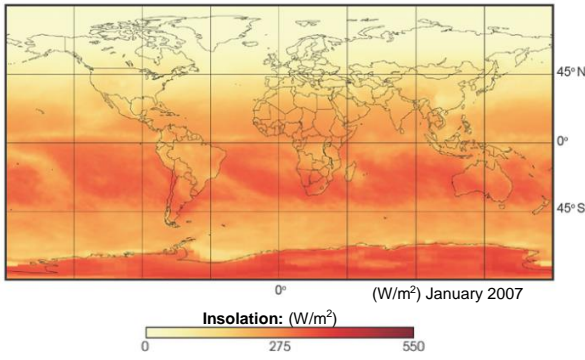 45°N
0°
45°S
0°
(W/m²) January 2007
Insolation: (W/m²)
0 275 550